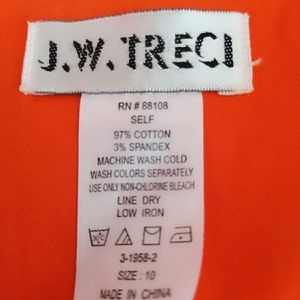 J.W.TRECI
RN # 88108
SELF
97% COTTON
3% SPANDEX
MACHINE WASH COLD
WASH COLORS SEPARATELY
USE ONLY NON-CHLORINE BLEACH
LINE DRY
LOW IRON
3-1958-2
SIZE : 10
MADE IN CHINA